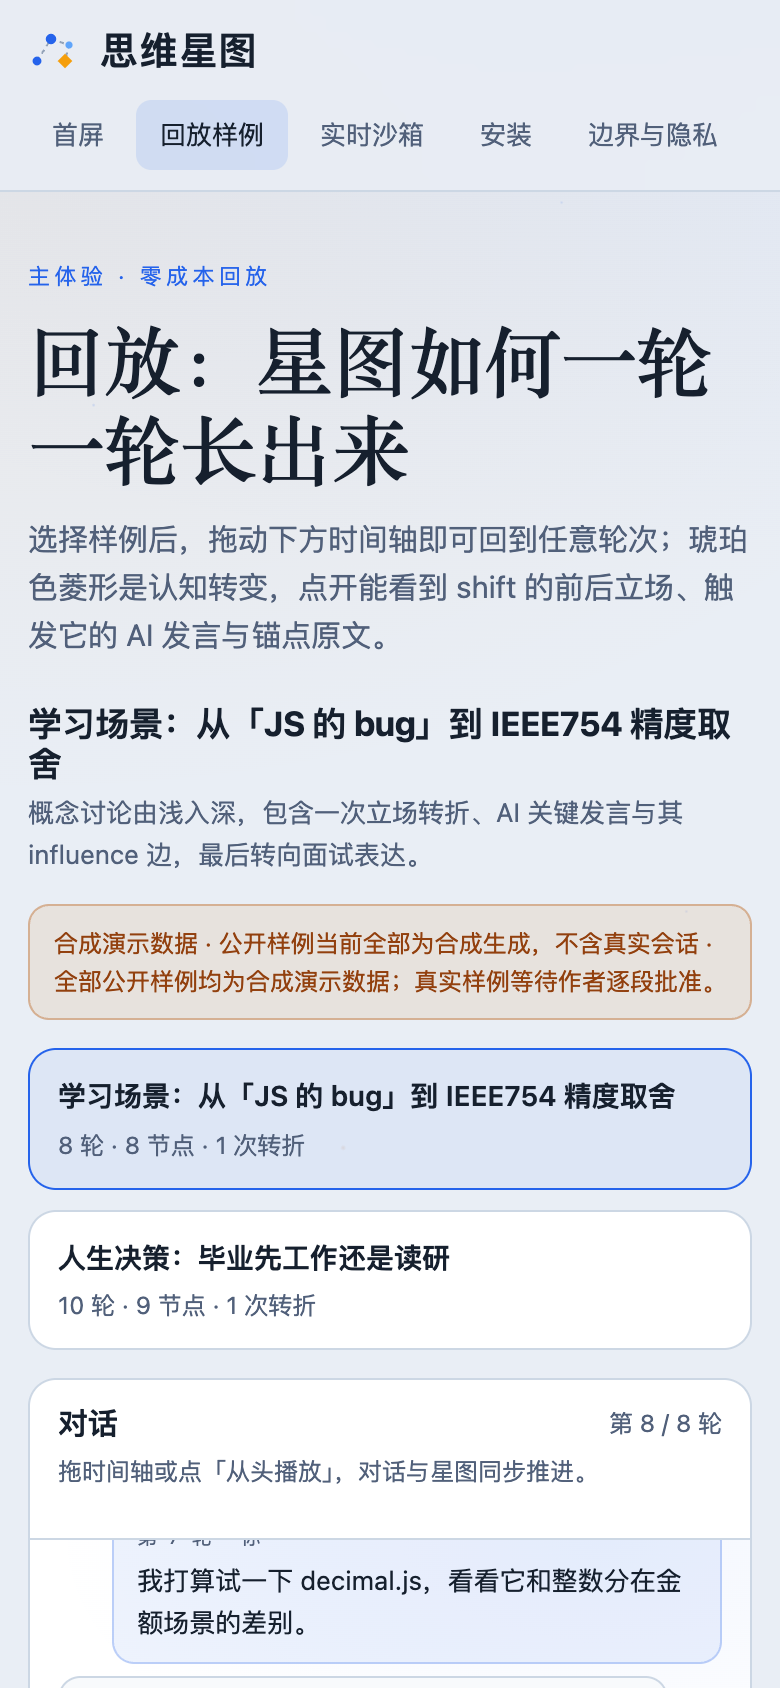 思维星图
首屏 回放样例 实时沙箱 安装 边界与隐私
主体验 · 零成本回放
回放：星图如何一轮
一轮长出来
选择样例后，拖动下方时间轴即可回到任意轮次；琥珀
色菱形是认知转变，点开能看到 shift 的前后立场、触
发它的 AI 发言与锚点原文。
学习场景：从「JS 的 bug」到 IEEE754 精度取
舍
概念讨论由浅入深，包含一次立场转折、AI 关键发言与其
influence 边，最后转向面试表达。
合成演示数据 · 公开样例当前全部为合成生成，不含真实会话 ·
全部公开样例均为合成演示数据；真实样例等待作者逐段批准。
学习场景：从「JS 的 bug」到 IEEE754 精度取舍
8 轮 · 8 节点 · 1 次转折
人生决策：毕业先工作还是读研
10 轮 · 9 节点 · 1 次转折
对话 第 8 / 8 轮
拖时间轴或点「从头播放」，对话与星图同步推进。
我打算试一下 decimal.js，看看它和整数分在金
额场景的差别。